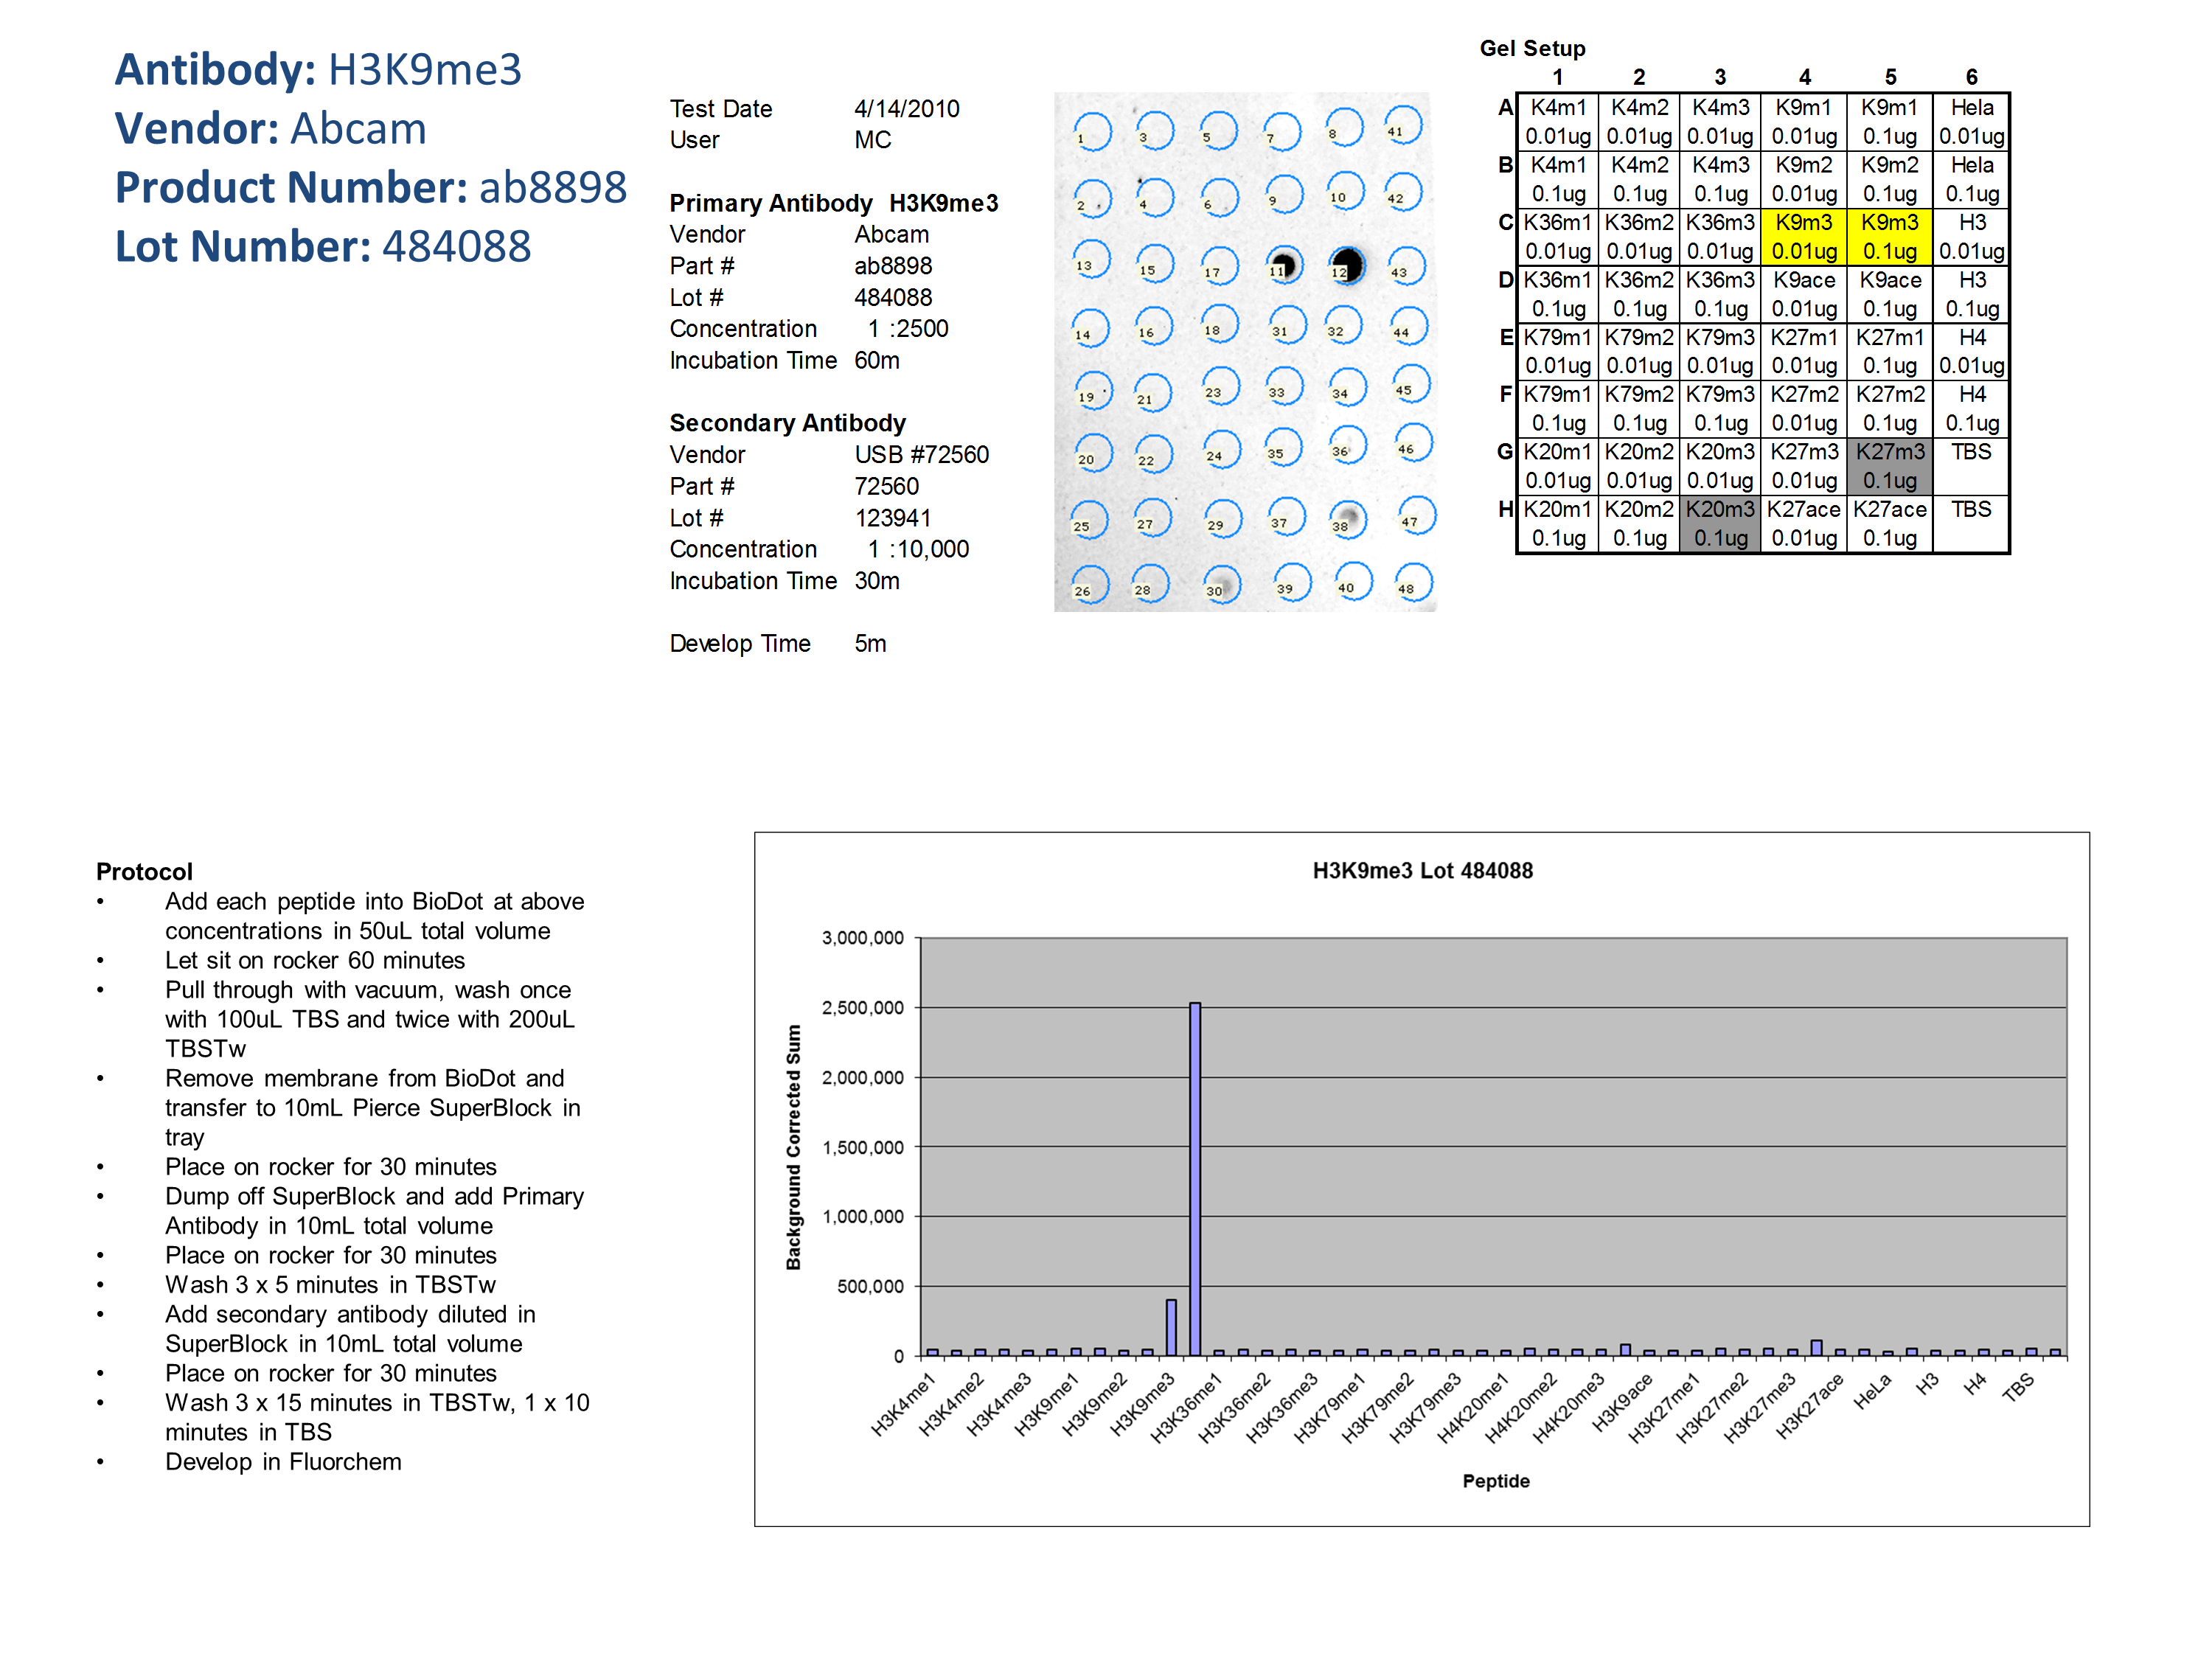 Antibody: H3K9me3
Vendor: Abcam
Product Number: ab8898
Lot Number: 484088
Test Date 4/14/2010
User MC
Primary Antibody H3K9me3
Vendor Abcam
Part # ab8898
Lot # 484088
Concentration 1 :2500
Incubation Time 60m
Secondary Antibody
Vendor USB #72560
Part # 72560
Lot # 123941
Concentration 1 :10,000
Incubation Time 30m
Develop Time 5m
1 3 5 7 8 41
2 4 6 9 10 42
13 15 17 11 12 43
14 16 18 31 32 44
19 21 23 33 34 45
20 22 24 35 36 46
25 27 29 37 38 47
26 28 30 39 40 48
Gel Setup
1 2 3 4 5 6
A K4m1 K4m2 K4m3 K9m1 K9m1 Hela
0.01ug 0.01ug 0.01ug 0.01ug 0.1ug 0.01ug
B K4m1 K4m2 K4m3 K9m2 K9m2 Hela
0.1ug 0.1ug 0.1ug 0.01ug 0.1ug 0.1ug
C K36m1 K36m2 K36m3 K9m3 K9m3 H3
0.01ug 0.01ug 0.01ug 0.01ug 0.1ug 0.01ug
D K36m1 K36m2 K36m3 K9ace K9ace H3
0.1ug 0.1ug 0.1ug 0.01ug 0.1ug 0.1ug
E K79m1 K79m2 K79m3 K27m1 K27m1 H4
0.01ug 0.01ug 0.01ug 0.01ug 0.1ug 0.01ug
F K79m1 K79m2 K79m3 K27m2 K27m2 H4
0.1ug 0.1ug 0.1ug 0.01ug 0.1ug 0.1ug
G K20m1 K20m2 K20m3 K27m3 K27m3 TBS
0.01ug 0.01ug 0.01ug 0.01ug 0.1ug
H K20m1 K20m2 K20m3 K27ace K27ace TBS
0.1ug 0.1ug 0.1ug 0.01ug 0.1ug
Protocol
• Add each peptide into BioDot at above
concentrations in 50uL total volume
• Let sit on rocker 60 minutes
• Pull through with vacuum, wash once
with 100uL TBS and twice with 200uL
TBSTw
• Remove membrane from BioDot and
transfer to 10mL Pierce SuperBlock in
tray
• Place on rocker for 30 minutes
• Dump off SuperBlock and add Primary
Antibody in 10mL total volume
• Place on rocker for 30 minutes
• Wash 3 x 5 minutes in TBSTw
• Add secondary antibody diluted in
SuperBlock in 10mL total volume
• Place on rocker for 30 minutes
• Wash 3 x 15 minutes in TBSTw, 1 x 10
minutes in TBS
• Develop in Fluorchem
H3K9me3 Lot 484088
Background Corrected Sum
3,000,000
2,500,000
2,000,000
1,500,000
1,000,000
500,000
0
H3K4me1 H3K4me2 H3K4me3 H3K9me1 H3K9me2 H3K9me3 H3K36me1 H3K36me2 H3K36me3 H3K79me1 H3K79me2 H3K79me3 H4K20me1 H4K20me2 H4K20me3 H3K9ace H3K27me1 H3K27me2 H3K27me3 H3K27ace HeLa H3 H4 TBS
Peptide